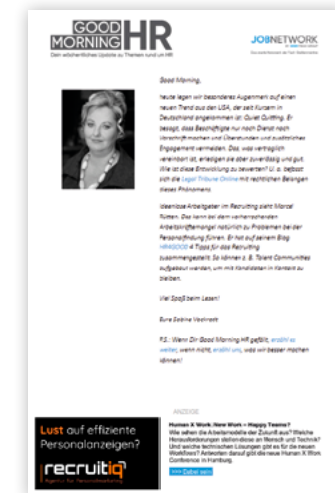 GOOD
MORNING HR
Dein wöchentliches Update zu Themen rund um HR
JOBNETWORK
Good Morning,
heute legen wir besonderes Augenmerk auf einen
neuen Trend aus den USA, der seit Kurzem in
Deutschland angekommen ist: Quiet Quitting. Er
besagt, dass Beschäftigte nur noch Dienst nach
Vorschrift machen und Überstunden und zusätzliches
Engagement vermeiden. Das, was vertraglich
vereinbart ist, erledigen sie aber zuverlässig und gut.
Wie ist diese Entwicklung zu bewerten? U. a. befasst
sich die Legal Tribune Online mit rechtlichen Belangen
dieses Phänomens.
Ideenlose Arbeitgeber im Recruiting sieht Marcel
Rütten. Das kann bei dem vorherrschenden
Arbeitskräftemangel natürlich zu Problemen bei der
Personalfindung führen. Er hat auf seinem Blog
HR4GOOD 4 Tipps für das Recruiting
zusammengestellt. So können z. B. Talent Communities
aufgebaut werden, um mit Kandidaten in Kontakt zu
bleiben.
Viel Spaß beim Lesen!
Eure Sabine Vockrodt
P.S.: Wenn Dir Good Morning HR gefällt, erzähl es
weiter, wenn nicht, erzähl uns, was wir besser machen
können!
ANZEIGE
Lust auf effiziente
Personalanzeigen?
recruitiq
Agentur für Personalmarketing
Human X Work. New Work – Happy Teams?
Wie sehen die Arbeitsmodelle der Zukunft aus? Welche
Herausforderungen stellen diese an Mensch und Technik?
Und welche technischen Lösungen gibt es für die neuen
Workflows? Antworten darauf gibt die neue Human X Work
Conference in Hamburg.
>>> Dabei sein